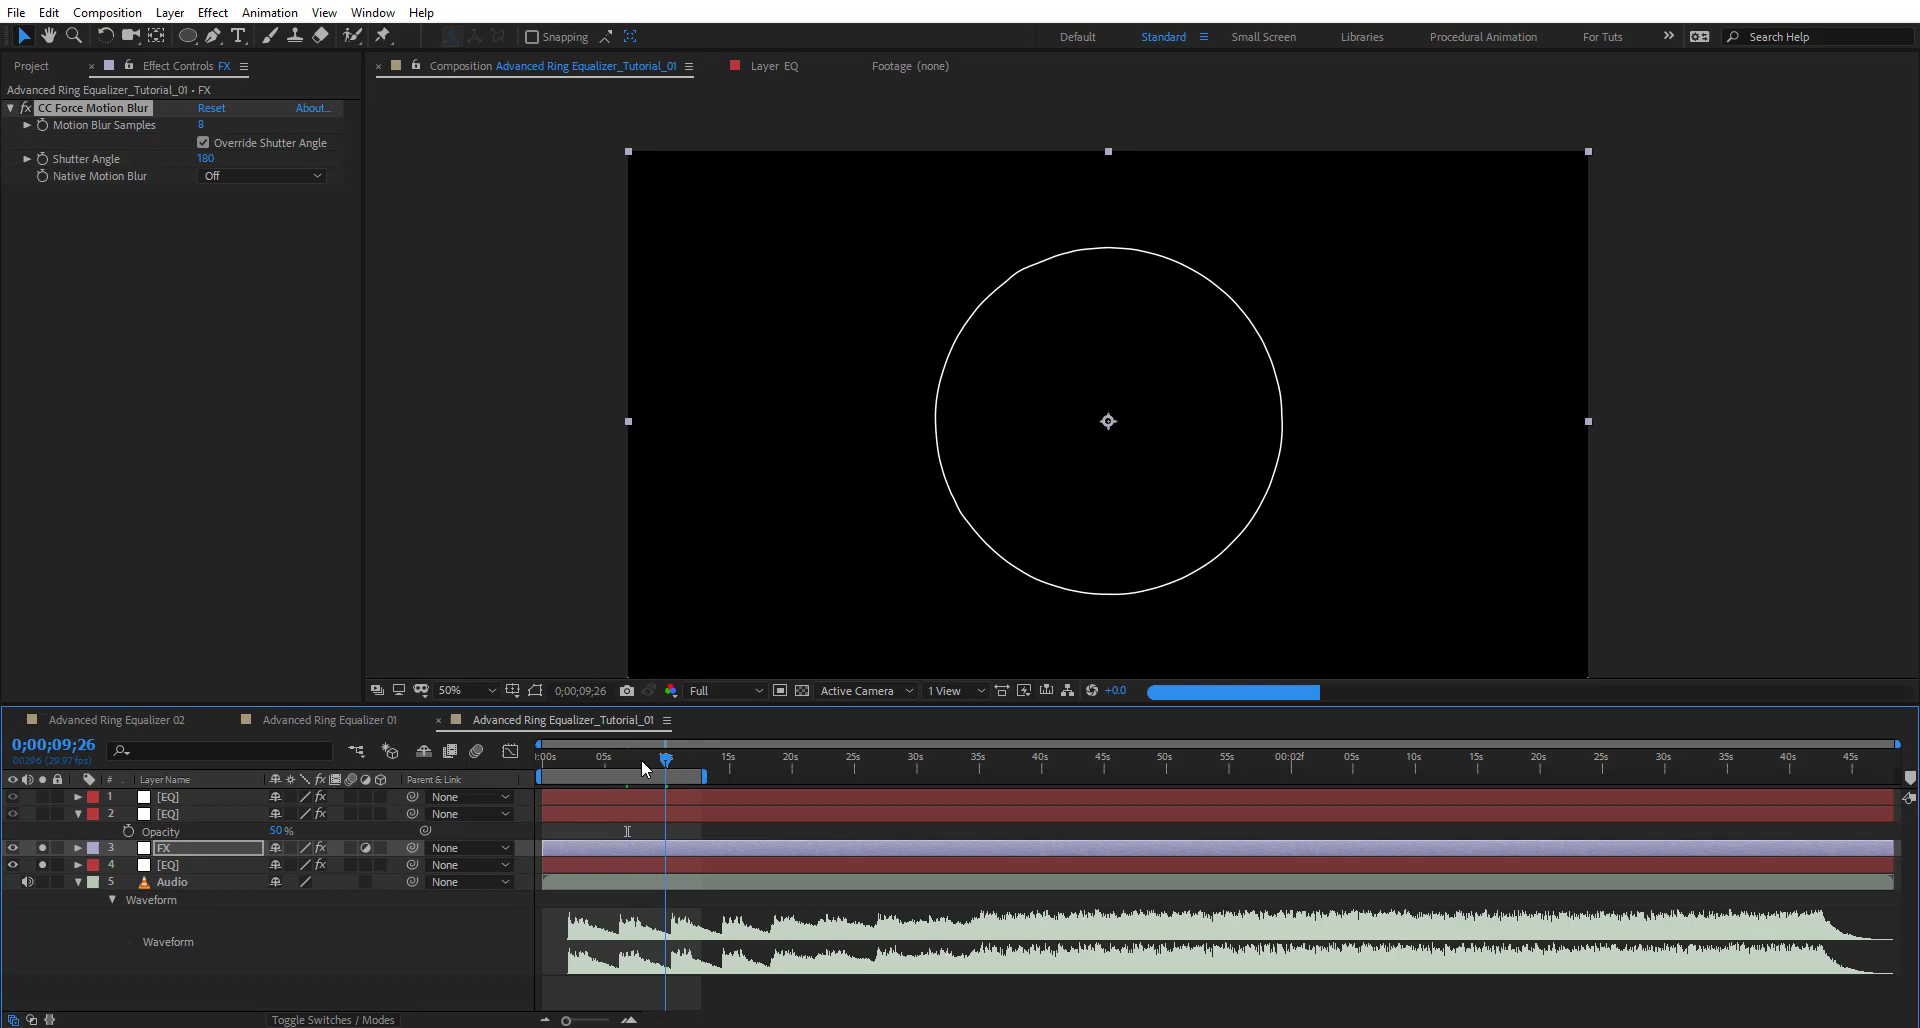 File Edit Composition Layer Effect Animation View Window Help
Snapping Default Standard Small Screen Libraries Procedural Animation For Tuts Search Help
Project Effect Controls FX Composition Advanced Ring Equalizer_Tutorial_01 Layer EQ Footage (none)
Advanced Ring Equalizer_Tutorial_01 • FX
fx CC Force Motion Blur Reset About...
Motion Blur Samples 8
Override Shutter Angle
Shutter Angle 180
Native Motion Blur Off
50% 0;00;09;26 Full Active Camera 1 View +0.0
Advanced Ring Equalizer 02 Advanced Ring Equalizer 01 Advanced Ring Equalizer_Tutorial_01
0;00;09;26
00296 (29.97 fps)
:00s 05s 15s 20s 25s 30s 35s 40s 45s 50s 55s 00:02f 05s 10s 15s 20s 25s 30s 35s 40s 45s
# Layer Name fx Parent & Link
1 [EQ] fx None
2 [EQ] fx None
Opacity 50 %
3 FX fx None
4 [EQ] fx None
5 Audio None
Waveform
Waveform
Toggle Switches / Modes